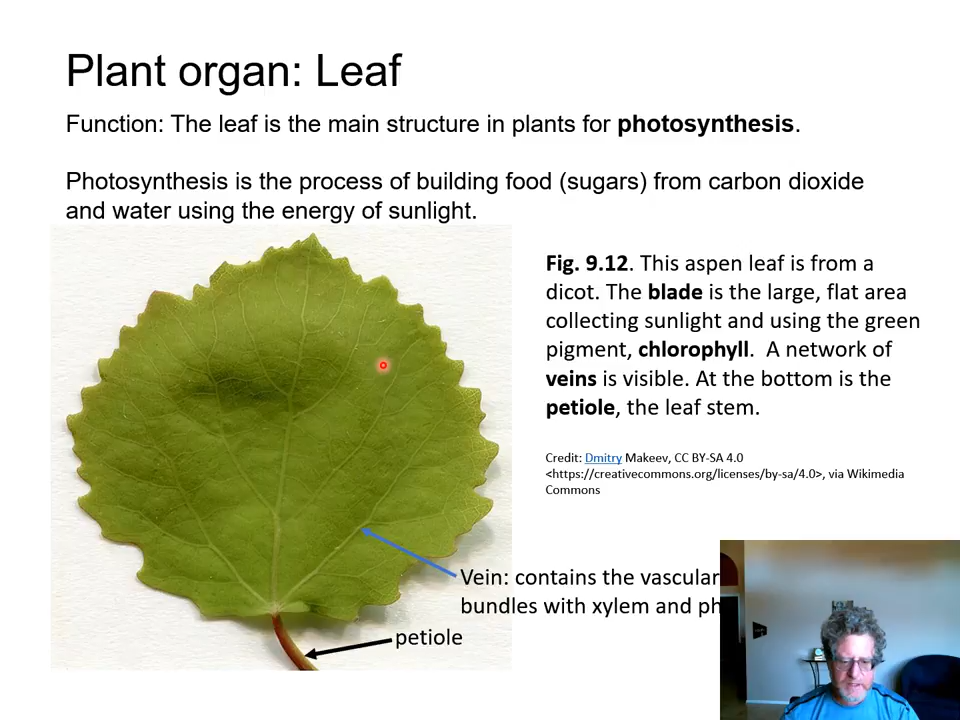 Plant organ: Leaf
Function: The leaf is the main structure in plants for photosynthesis.
Photosynthesis is the process of building food (sugars) from carbon dioxide
and water using the energy of sunlight.
Fig. 9.12. This aspen leaf is from a
dicot. The blade is the large, flat area
collecting sunlight and using the green
pigment, chlorophyll. A network of
veins is visible. At the bottom is the
petiole, the leaf stem.
Credit: Dmitry Makeev, CC BY-SA 4.0
<https://creativecommons.org/licenses/by-sa/4.0>, via Wikimedia
Commons
Vein: contains the vascular
bundles with xylem and
petiole